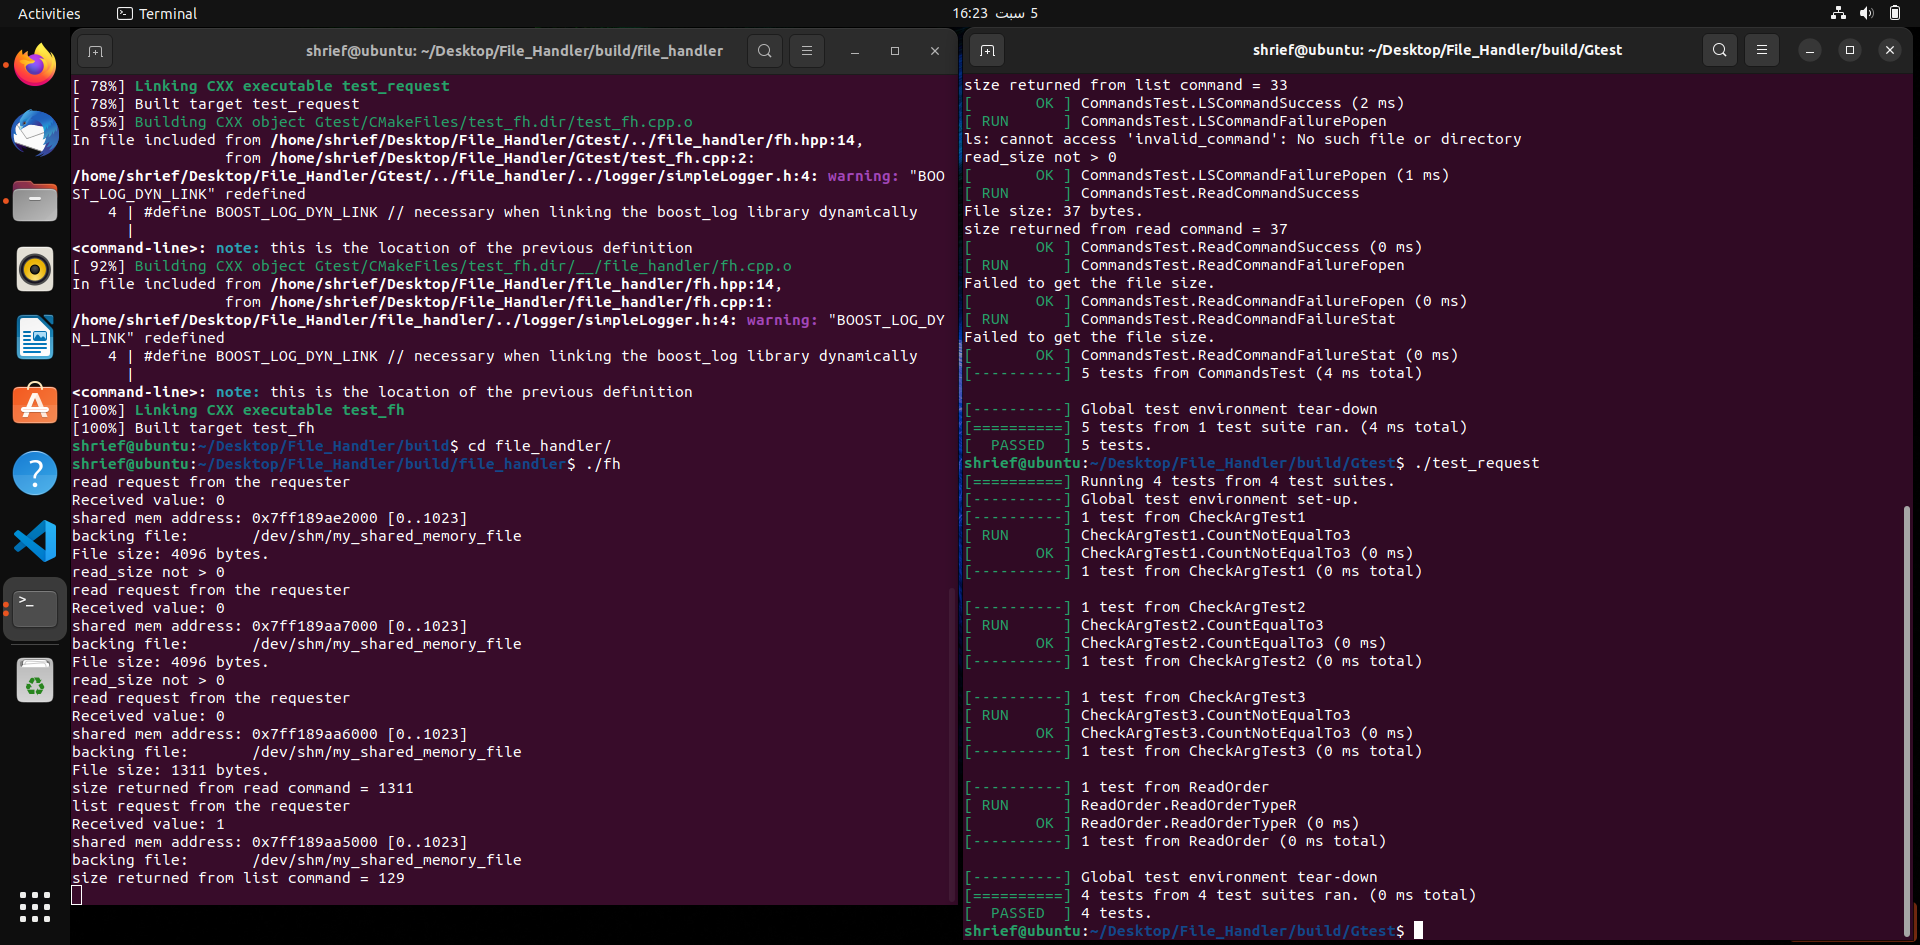 Activities
Terminal
5 سبت 16:23
shrief@ubuntu: ~/Desktop/File_Handler/build/file_handler
[ 78%] Linking CXX executable test_request
[ 78%] Built target test_request
[ 85%] Building CXX object Gtest/CMakeFiles/test_fh.dir/test_fh.cpp.o
In file included from /home/shrief/Desktop/File_Handler/Gtest/../file_handler/fh.hpp:14,
                 from /home/shrief/Desktop/File_Handler/Gtest/test_fh.cpp:2:
/home/shrief/Desktop/File_Handler/Gtest/../file_handler/../logger/simpleLogger.h:4: warning: "BOO
ST_LOG_DYN_LINK" redefined
    4 | #define BOOST_LOG_DYN_LINK // necessary when linking the boost_log library dynamically
      |
<command-line>: note: this is the location of the previous definition
[ 92%] Building CXX object Gtest/CMakeFiles/test_fh.dir/__/file_handler/fh.cpp.o
In file included from /home/shrief/Desktop/File_Handler/file_handler/fh.hpp:14,
                 from /home/shrief/Desktop/File_Handler/file_handler/fh.cpp:1:
/home/shrief/Desktop/File_Handler/file_handler/../logger/simpleLogger.h:4: warning: "BOOST_LOG_DY
N_LINK" redefined
    4 | #define BOOST_LOG_DYN_LINK // necessary when linking the boost_log library dynamically
      |
<command-line>: note: this is the location of the previous definition
[100%] Linking CXX executable test_fh
[100%] Built target test_fh
shrief@ubuntu:~/Desktop/File_Handler/build$ cd file_handler/
shrief@ubuntu:~/Desktop/File_Handler/build/file_handler$ ./fh
read request from the requester
Received value: 0
shared mem address: 0x7ff189ae2000 [0..1023]
backing file:       /dev/shm/my_shared_memory_file
File size: 4096 bytes.
read_size not > 0
read request from the requester
Received value: 0
shared mem address: 0x7ff189aa7000 [0..1023]
backing file:       /dev/shm/my_shared_memory_file
File size: 4096 bytes.
read_size not > 0
read request from the requester
Received value: 0
shared mem address: 0x7ff189aa6000 [0..1023]
backing file:       /dev/shm/my_shared_memory_file
File size: 1311 bytes.
size returned from read command = 1311
list request from the requester
Received value: 1
shared mem address: 0x7ff189aa5000 [0..1023]
backing file:       /dev/shm/my_shared_memory_file
size returned from list command = 129
shrief@ubuntu: ~/Desktop/File_Handler/build/Gtest
size returned from list command = 33
[       OK ] CommandsTest.LSCommandSuccess (2 ms)
[ RUN      ] CommandsTest.LSCommandFailurePopen
ls: cannot access 'invalid_command': No such file or directory
read_size not > 0
[       OK ] CommandsTest.LSCommandFailurePopen (1 ms)
[ RUN      ] CommandsTest.ReadCommandSuccess
File size: 37 bytes.
size returned from read command = 37
[       OK ] CommandsTest.ReadCommandSuccess (0 ms)
[ RUN      ] CommandsTest.ReadCommandFailureFopen
Failed to get the file size.
[       OK ] CommandsTest.ReadCommandFailureFopen (0 ms)
[ RUN      ] CommandsTest.ReadCommandFailureStat
Failed to get the file size.
[       OK ] CommandsTest.ReadCommandFailureStat (0 ms)
[----------] 5 tests from CommandsTest (4 ms total)
[----------] Global test environment tear-down
[==========] 5 tests from 1 test suite ran. (4 ms total)
[  PASSED  ] 5 tests.
shrief@ubuntu:~/Desktop/File_Handler/build/Gtest$ ./test_request
[==========] Running 4 tests from 4 test suites.
[----------] Global test environment set-up.
[----------] 1 test from CheckArgTest1
[ RUN      ] CheckArgTest1.CountNotEqualTo3
[       OK ] CheckArgTest1.CountNotEqualTo3 (0 ms)
[----------] 1 test from CheckArgTest1 (0 ms total)
[----------] 1 test from CheckArgTest2
[ RUN      ] CheckArgTest2.CountEqualTo3
[       OK ] CheckArgTest2.CountEqualTo3 (0 ms)
[----------] 1 test from CheckArgTest2 (0 ms total)
[----------] 1 test from CheckArgTest3
[ RUN      ] CheckArgTest3.CountNotEqualTo3
[       OK ] CheckArgTest3.CountNotEqualTo3 (0 ms)
[----------] 1 test from CheckArgTest3 (0 ms total)
[----------] 1 test from ReadOrder
[ RUN      ] ReadOrder.ReadOrderTypeR
[       OK ] ReadOrder.ReadOrderTypeR (0 ms)
[----------] 1 test from ReadOrder (0 ms total)
[----------] Global test environment tear-down
[==========] 4 tests from 4 test suites ran. (0 ms total)
[  PASSED  ] 4 tests.
shrief@ubuntu:~/Desktop/File_Handler/build/Gtest$